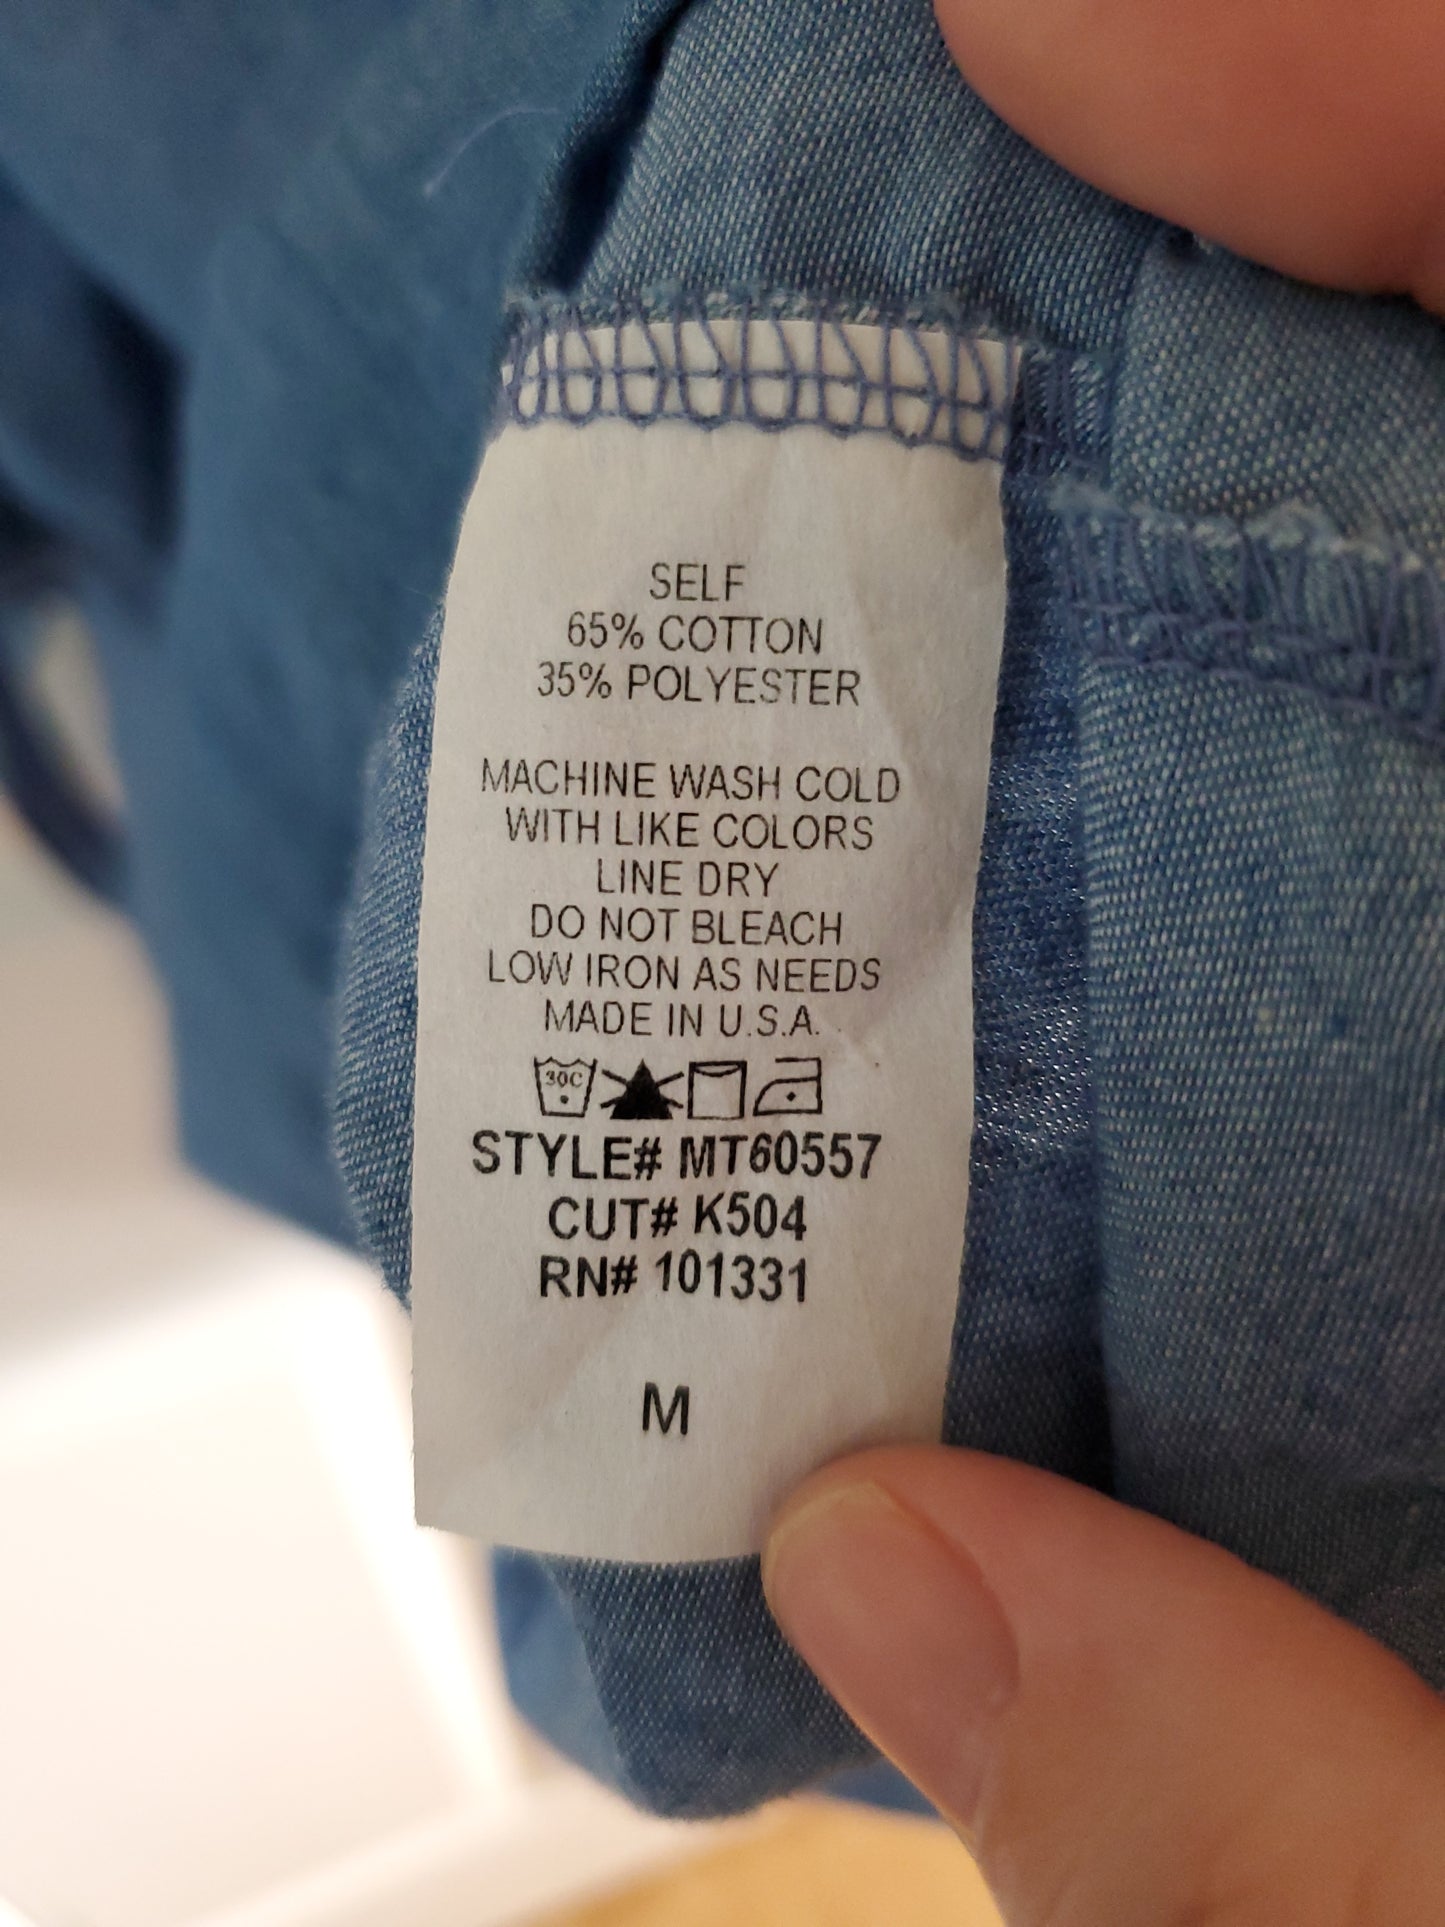 SELF
65% COTTON
35% POLYESTER
MACHINE WASH COLD
WITH LIKE COLORS
LINE DRY
DO NOT BLEACH
LOW IRON AS NEEDS
MADE IN U.S.A.
30C
STYLE# MT60557
CUT# K504
RN# 101331
M